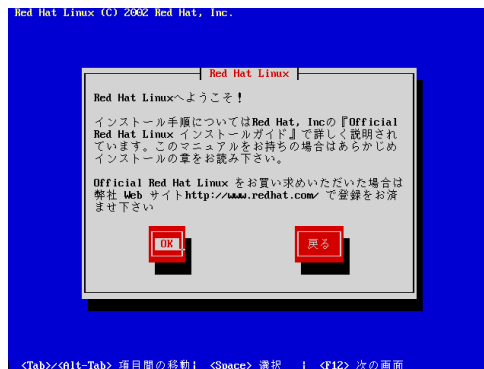 Red Hat Linux (C) 2002 Red Hat, Inc.
Red Hat Linux
Red Hat Linuxへようこそ！
インストール手順についてはRed Hat, Incの『Official
Red Hat Linux インストールガイド』で詳しく説明され
ています。このマニュアルをお持ちの場合はあらかじめ
インストールの章をお読み下さい。
Official Red Hat Linux をお買い求めいただいた場合は
弊社 Web サイトhttp://www.redhat.com/ で登録をお済
ませ下さい
OK 戻る
<Tab>/<Alt-Tab> 項目間の移動| <Space> 選択 | <F12> 次の画面